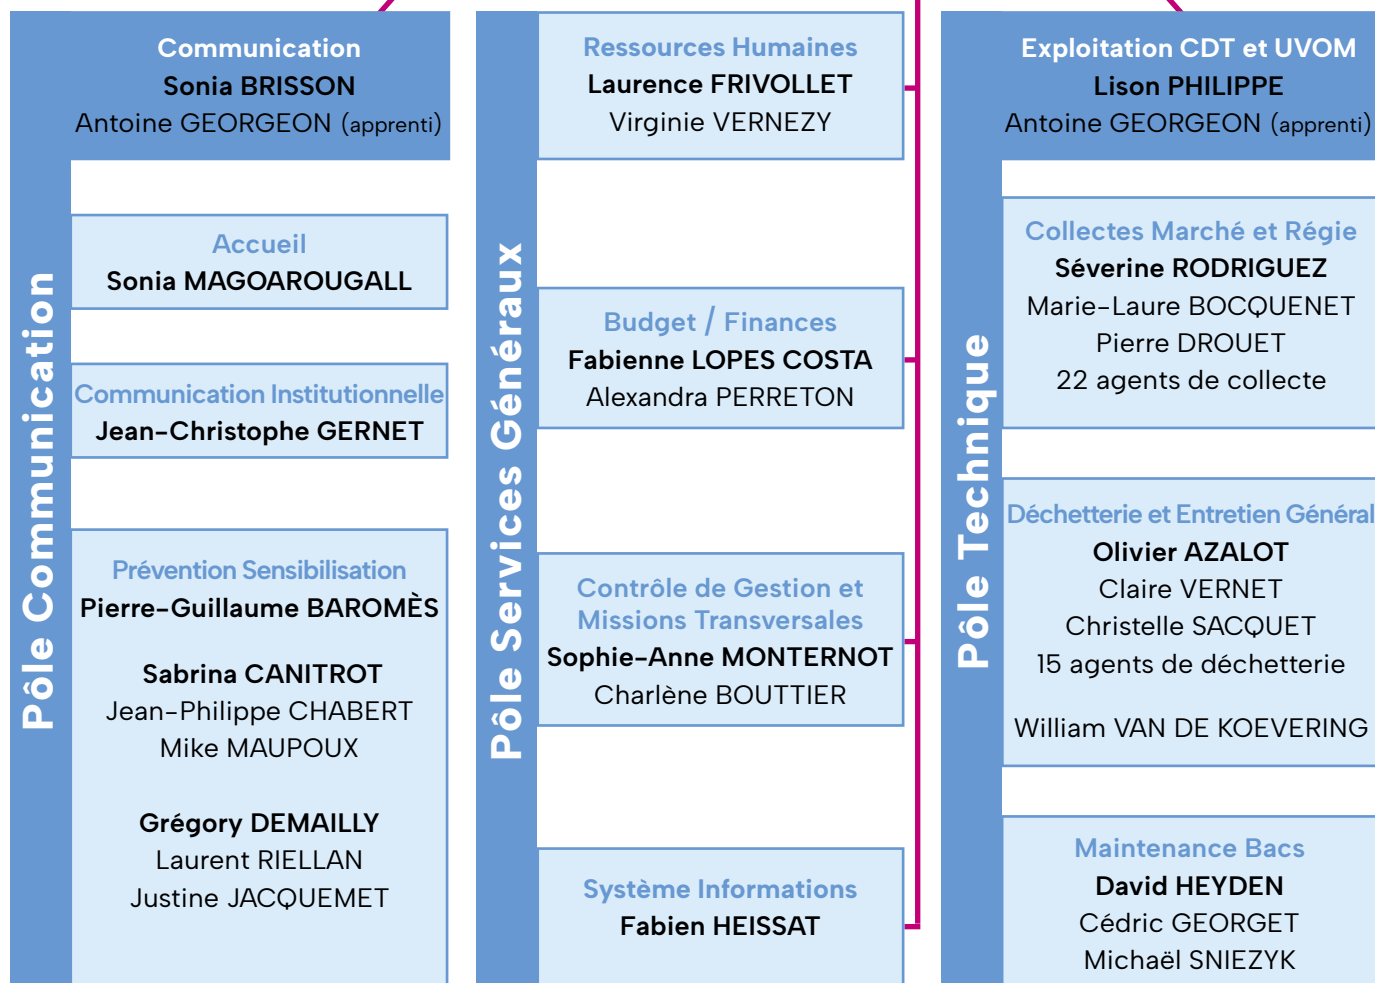 Pôle Communication
Communication
Sonia BRISSON
Antoine GEORGEON (apprenti)
Accueil
Sonia MAGOAROUGALL
Communication Institutionnelle
Jean-Christophe GERNET
Prévention Sensibilisation
Pierre-Guillaume BAROMÈS
Sabrina CANITROT
Jean-Philippe CHABERT
Mike MAUPOUX
Grégory DEMAILLY
Laurent RIELLAN
Justine JACQUEMET
Pôle Services Généraux
Ressources Humaines
Laurence FRIVOLLET
Virginie VERNEZY
Budget / Finances
Fabienne LOPES COSTA
Alexandra PERRETON
Contrôle de Gestion et
Missions Transversales
Sophie-Anne MONTERNOT
Charlène BOUTTIER
Système Informations
Fabien HEISSAT
Pôle Technique
Exploitation CDT et UVOM
Lison PHILIPPE
Antoine GEORGEON (apprenti)
Collectes Marché et Régie
Séverine RODRIGUEZ
Marie-Laure BOCQUENET
Pierre DROUET
22 agents de collecte
Déchetterie et Entretien Général
Olivier AZALOT
Claire VERNET
Christelle SACQUET
15 agents de déchetterie
William VAN DE KOEVERING
Maintenance Bacs
David HEYDEN
Cédric GEORGET
Michaël SNIEZYK